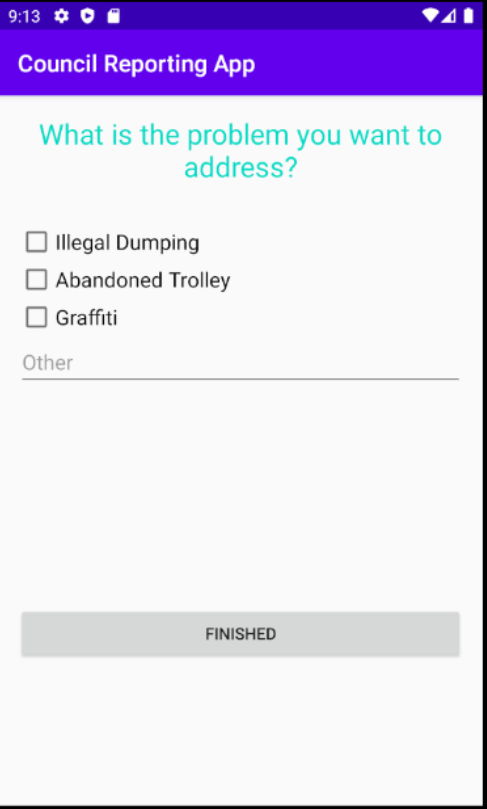 9:13
Council Reporting App
What is the problem you want to
address?
Illegal Dumping
Abandoned Trolley
Graffiti
Other
FINISHED